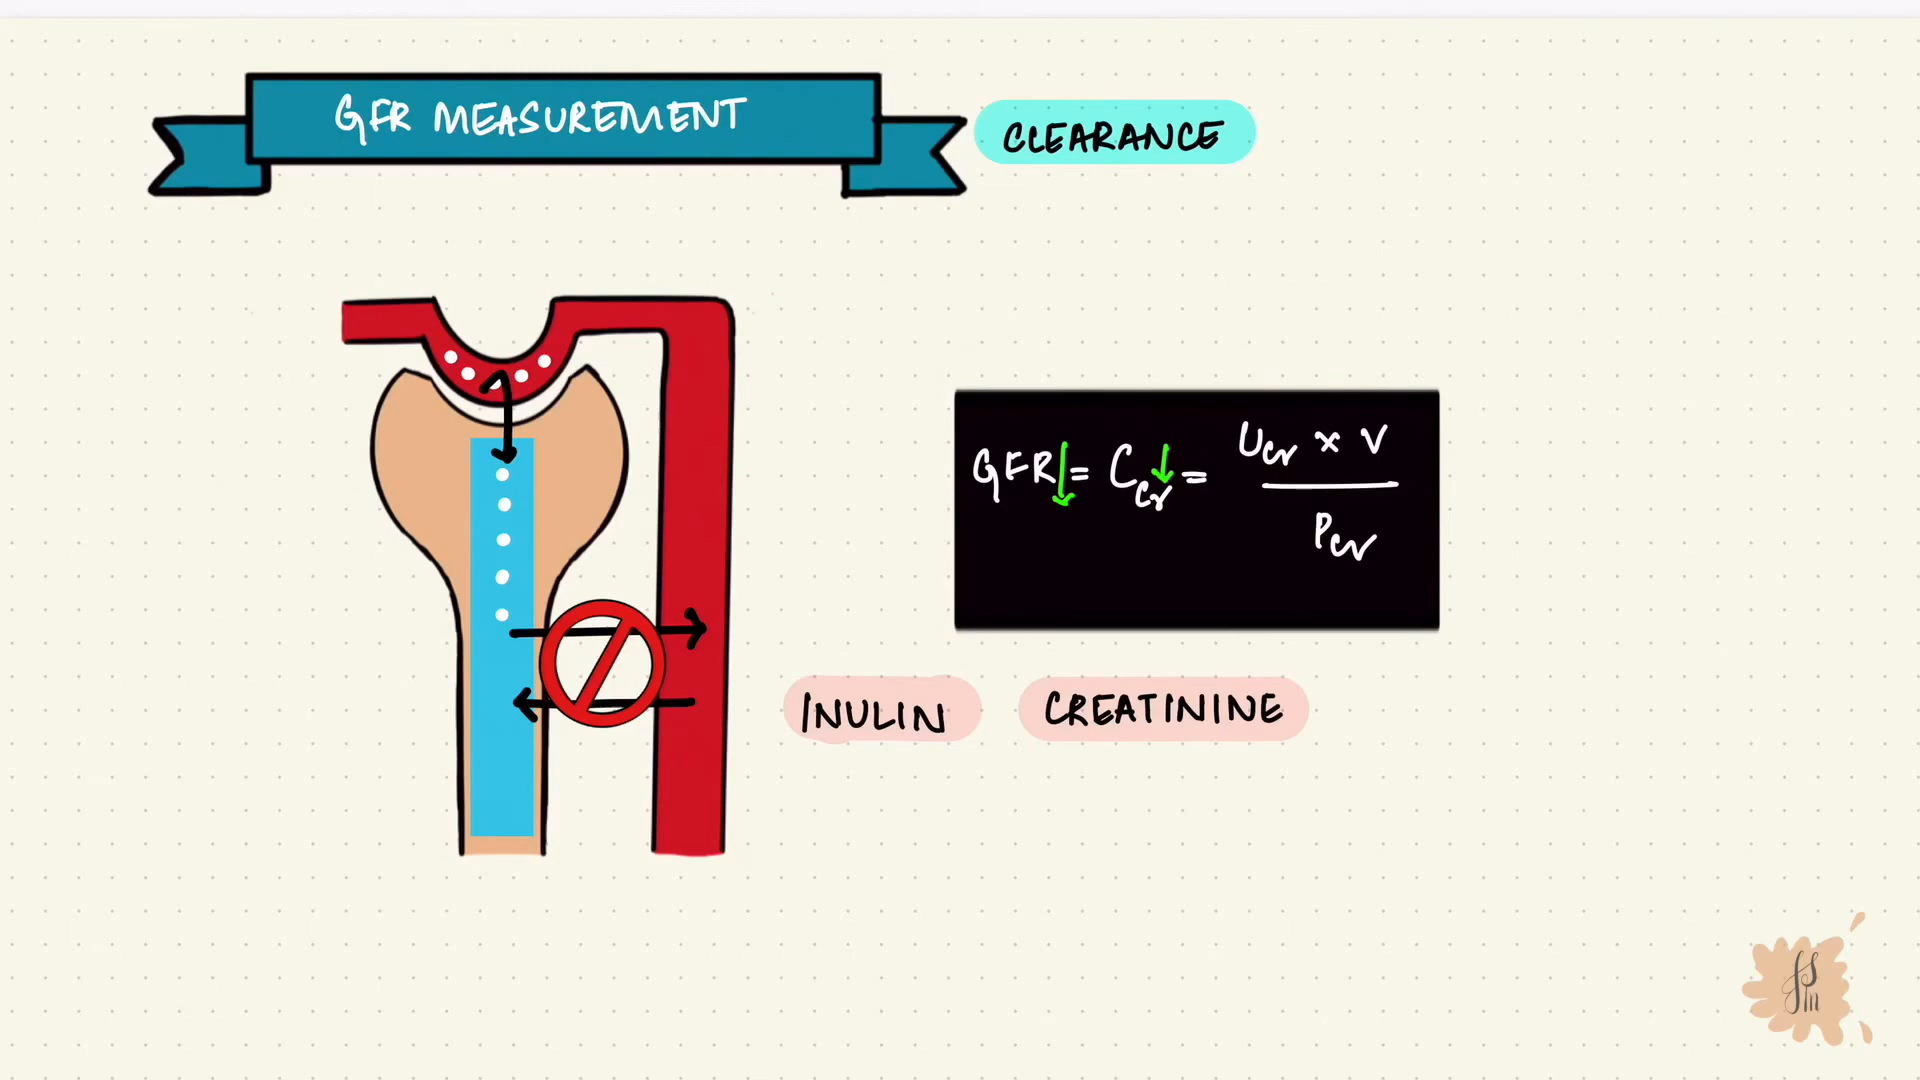 GFR MEASUREMENT
CLEARANCE
GFR↓ = Ccr↓ = Ucr × V
Pcr
INULIN
CREATININE